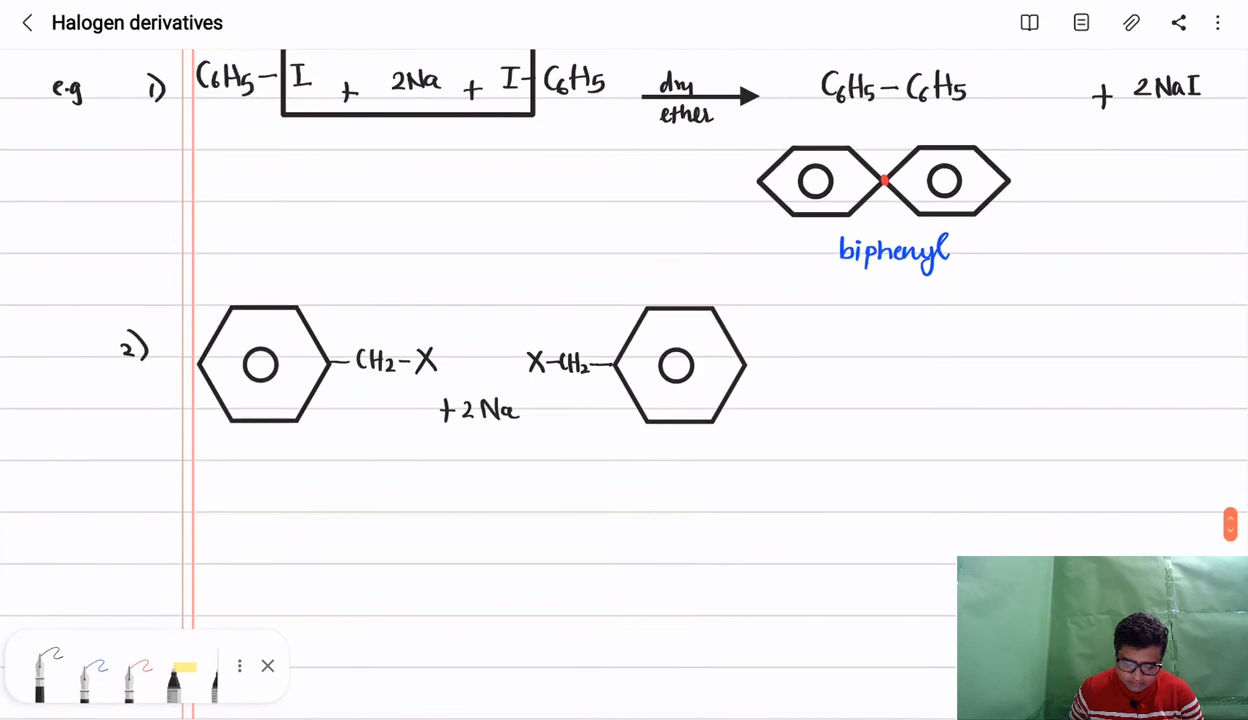 Halogen derivatives
e.g 1) C6H5-I + 2Na + I-C6H5 dry ether C6H5-C6H5 + 2NaI
biphenyl
2) -CH2-X X-CH2-
+2Na